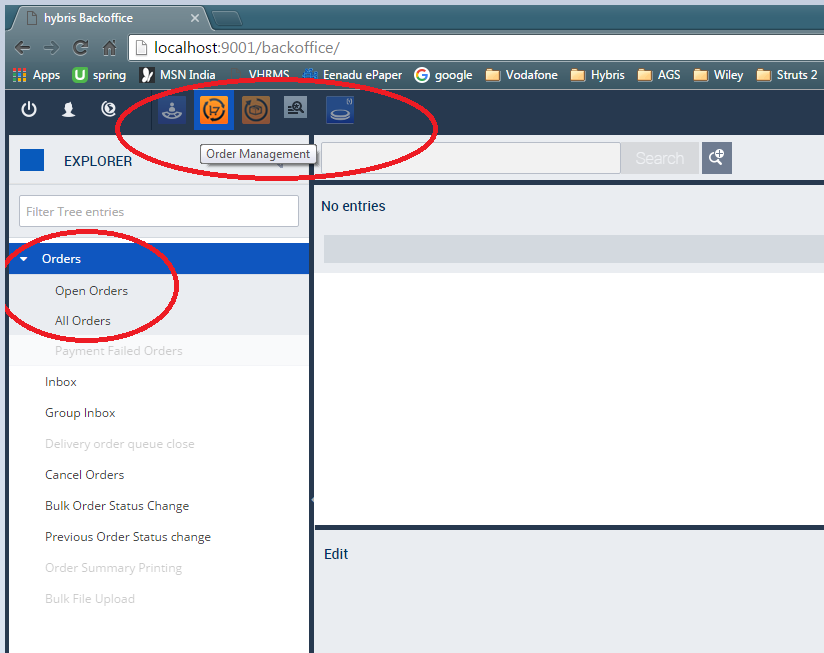 hybris Backoffice
localhost:9001/backoffice/
Apps spring MSN India VHRMS Eenadu ePaper google Vodafone Hybris AGS Wiley Struts 2
Order Management
EXPLORER
Search
Filter Tree entries
No entries
Orders
Open Orders
All Orders
Payment Failed Orders
Inbox
Group Inbox
Delivery order queue close
Cancel Orders
Bulk Order Status Change
Previous Order Status change
Order Summary Printing
Bulk File Upload
Edit